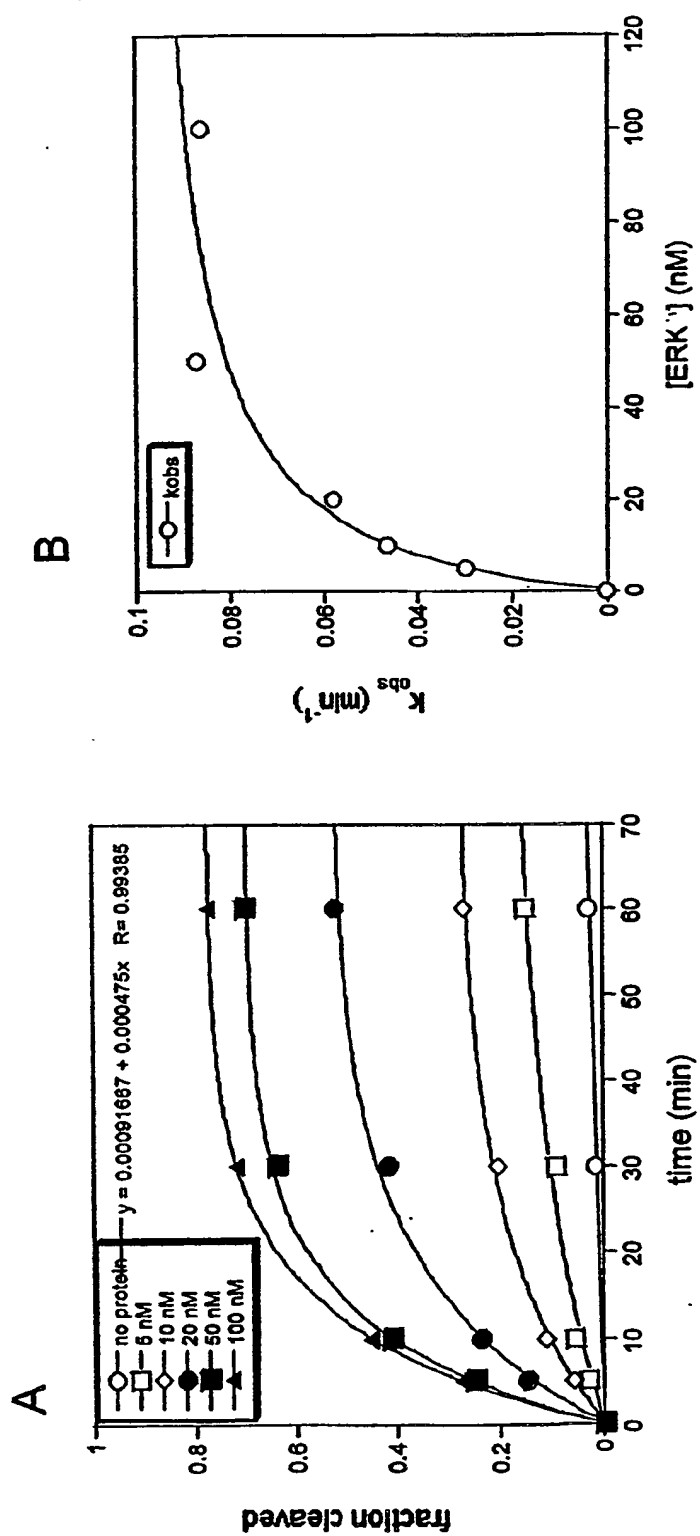 A
fraction cleaved
1
0.8
0.6
0.4
0.2
0
no protein y = 0.00091667 + 0.000475x R= 0.99385
5 nM
10 nM
20 nM
50 nM
100 nM
0 10 20 30 40 50 60 70
time (min)
B
kobs (min-1)
0.1
0.08
0.06
0.04
0.02
0
kobs
0 20 40 60 80 100 120
[ERK''] (nM)